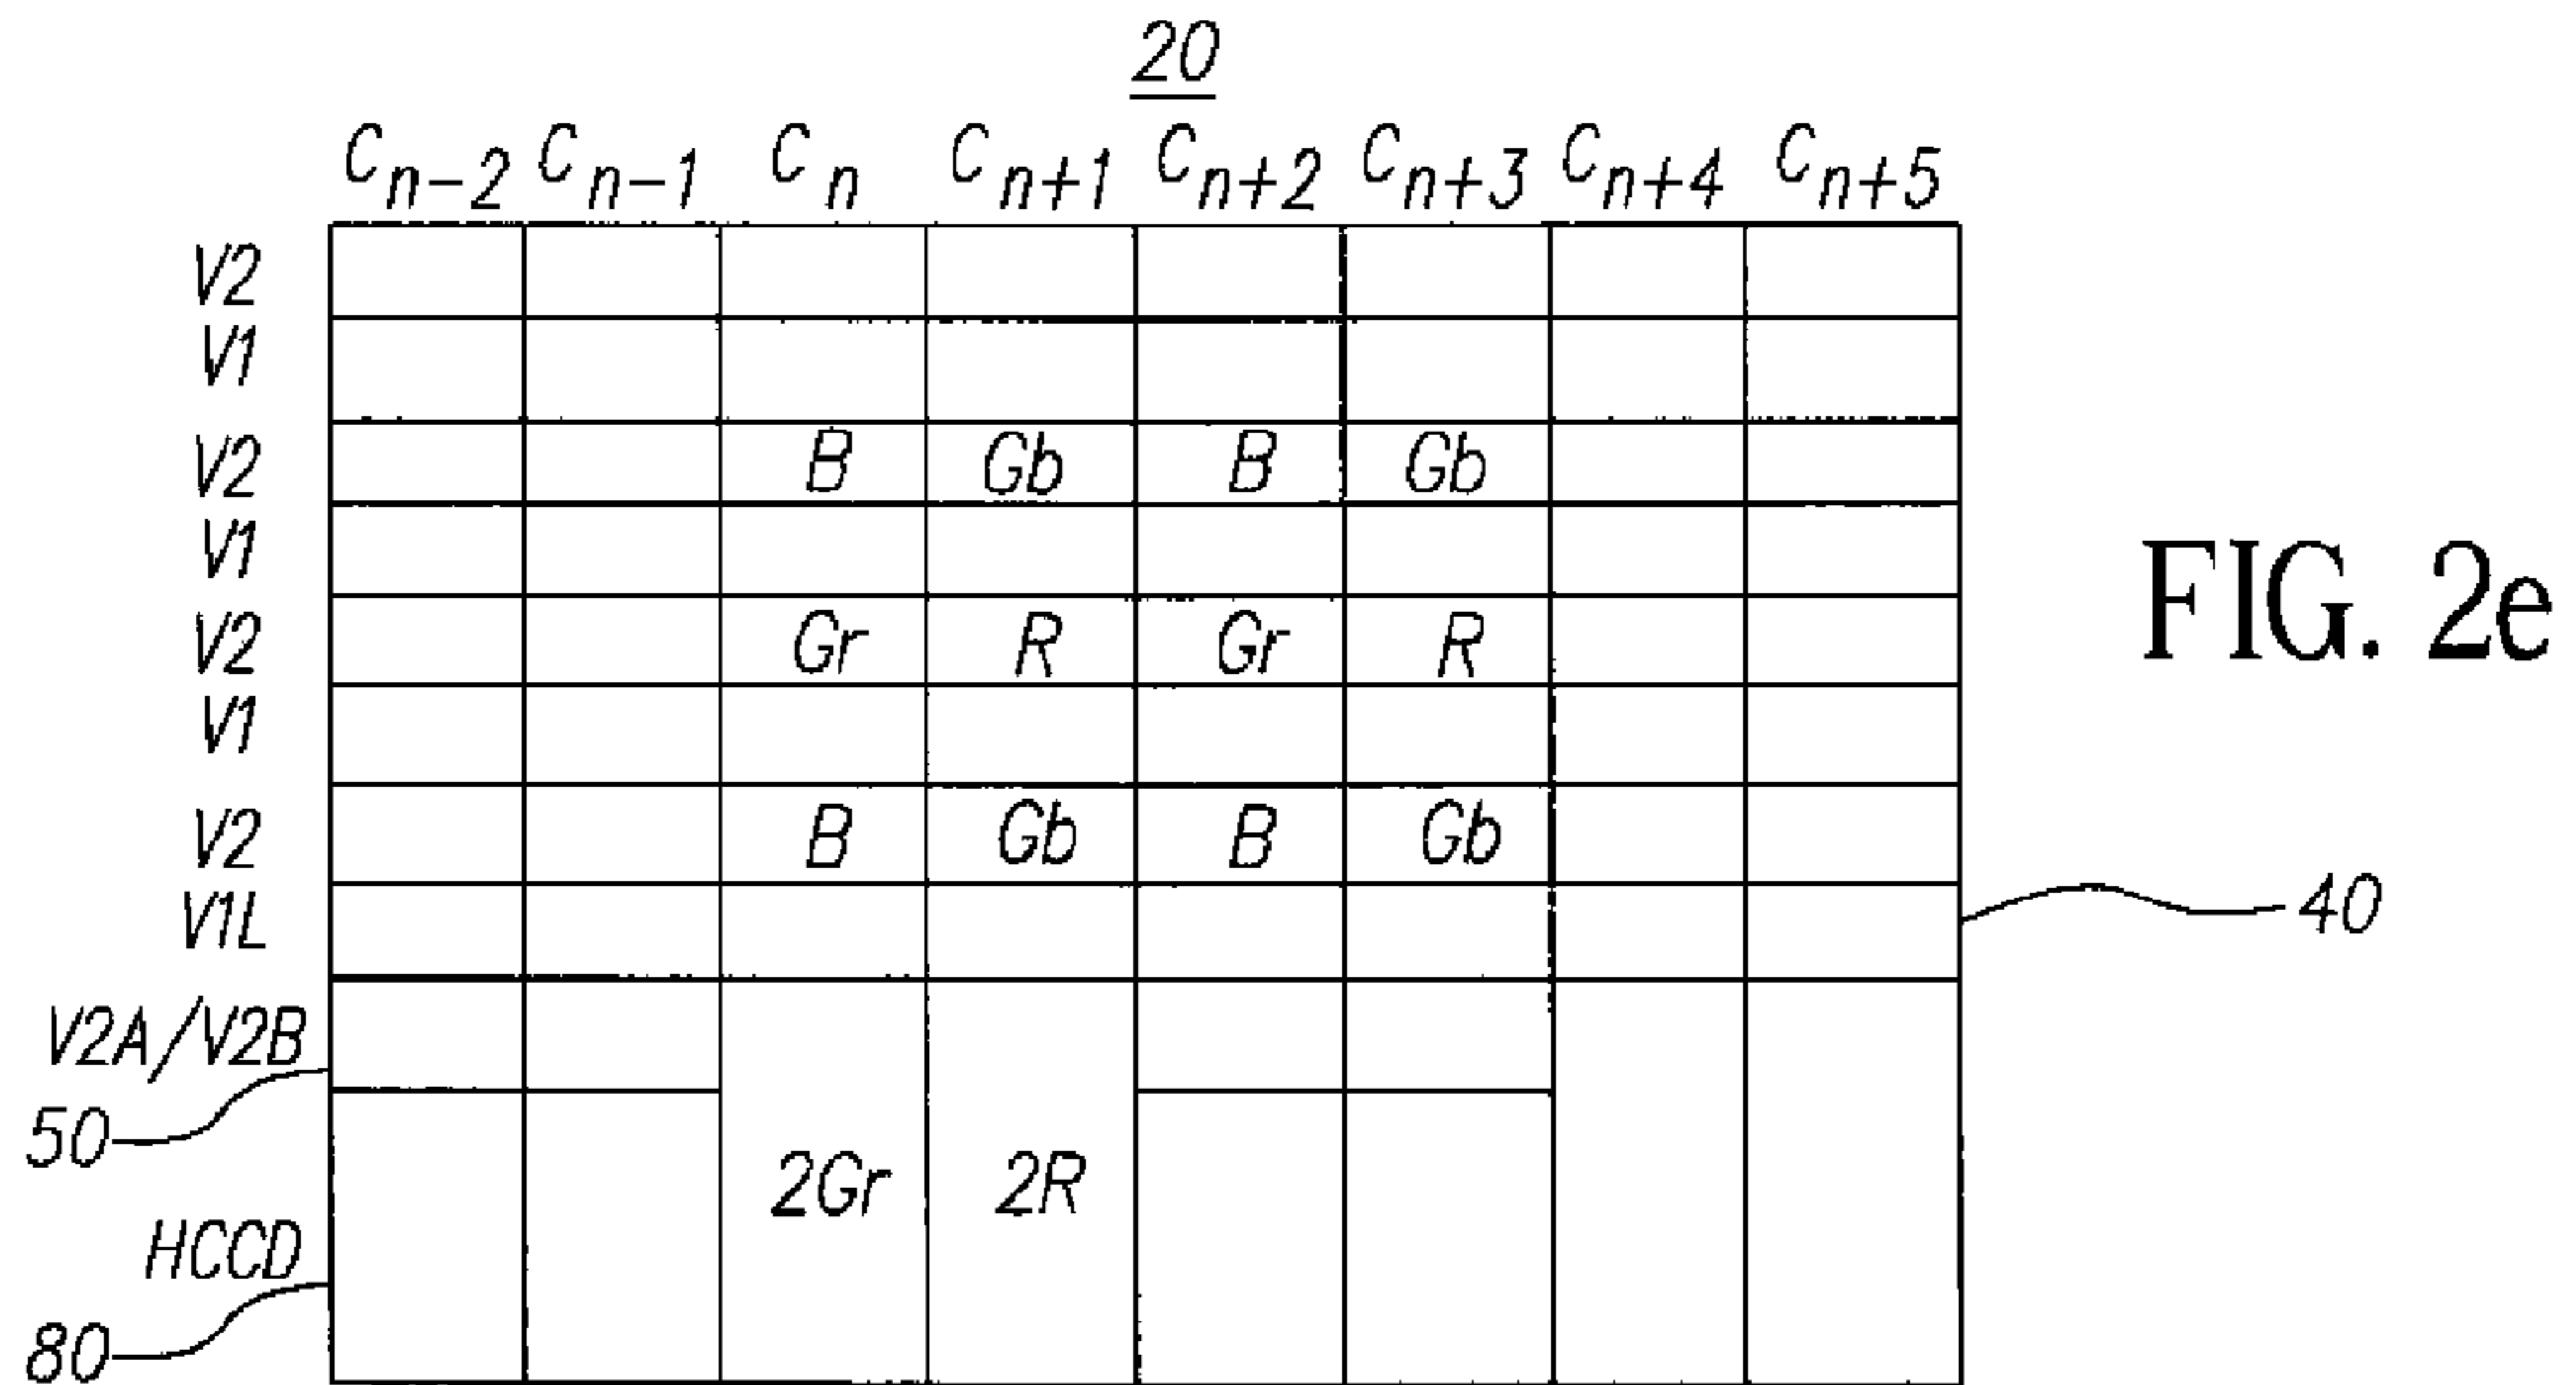 20
Cn-2 Cn-1 Cn Cn+1 Cn+2 Cn+3 Cn+4 Cn+5
V2
V1
V2 B Gb B Gb
V1
V2 Gr R Gr R
V1
V2 B Gb B Gb
V1L
40
V2A/V2B
50
2Gr 2R
HCCD
80
FIG. 2e